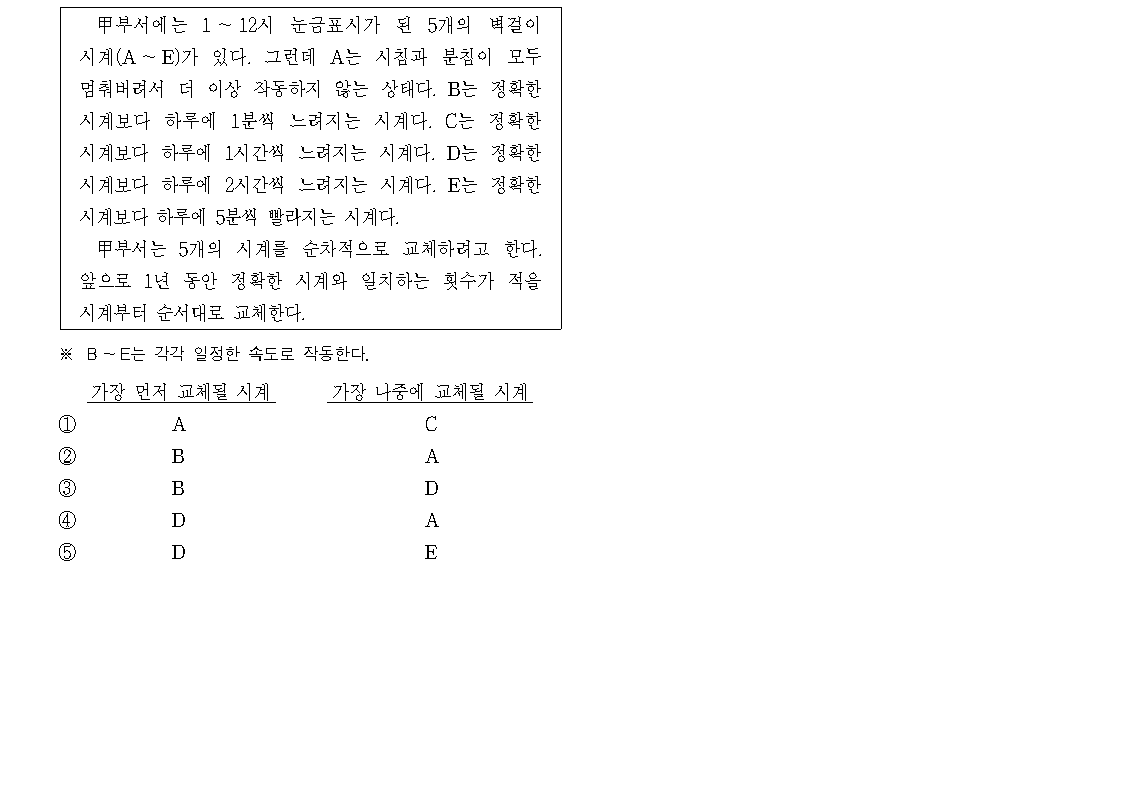 甲부서에는 1 ~ 12시 눈금표시가 된 5개의 벽걸이
시계(A ~ E)가 있다. 그런데 A는 시침과 분침이 모두
멈춰버려서 더 이상 작동하지 않는 상태다. B는 정확한
시계보다 하루에 1분씩 느려지는 시계다. C는 정확한
시계보다 하루에 1시간씩 느려지는 시계다. D는 정확한
시계보다 하루에 2시간씩 느려지는 시계다. E는 정확한
시계보다 하루에 5분씩 빨라지는 시계다.
甲부서는 5개의 시계를 순차적으로 교체하려고 한다.
앞으로 1년 동안 정확한 시계와 일치하는 횟수가 적을
시계부터 순서대로 교체한다.
※ B ~ E는 각각 일정한 속도로 작동한다.
가장 먼저 교체될 시계 가장 나중에 교체될 시계
① A C
② B A
③ B D
④ D A
⑤ D E